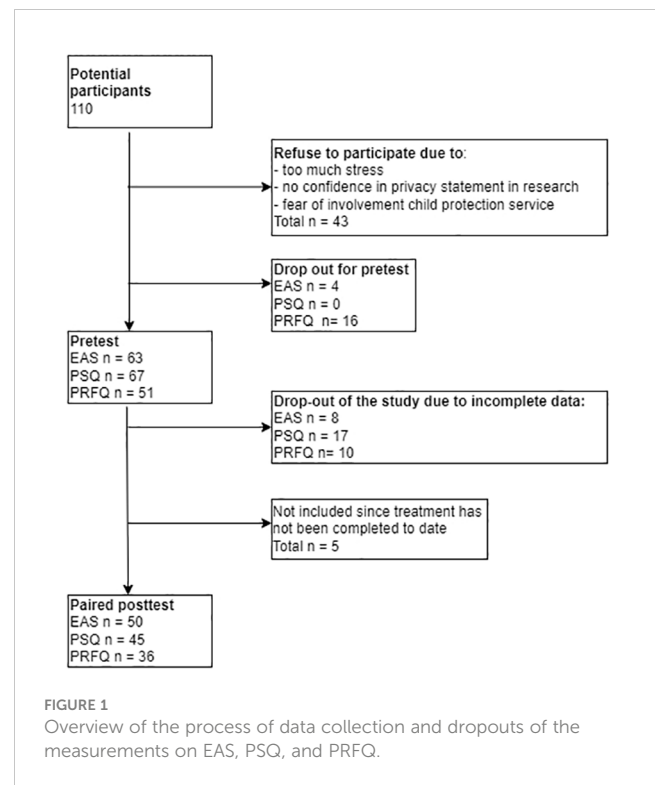 Potential
participants
110
Refuse to participate due to:
- too much stress
- no confidence in privacy statement in research
- fear of involvement child protection service
Total n = 43
Drop out for pretest
EAS n = 4
PSQ n = 0
PRFQ n= 16
Pretest
EAS n = 63
PSQ n = 67
PRFQ n = 51
Drop-out of the study due to incomplete data:
EAS n = 8
PSQ n = 17
PRFQ n= 10
Not included since treatment has
not been completed to date
Total n = 5
Paired posttest
EAS n = 50
PSQ n = 45
PRFQ n = 36
FIGURE 1
Overview of the process of data collection and dropouts of the
measurements on EAS, PSQ, and PRFQ.